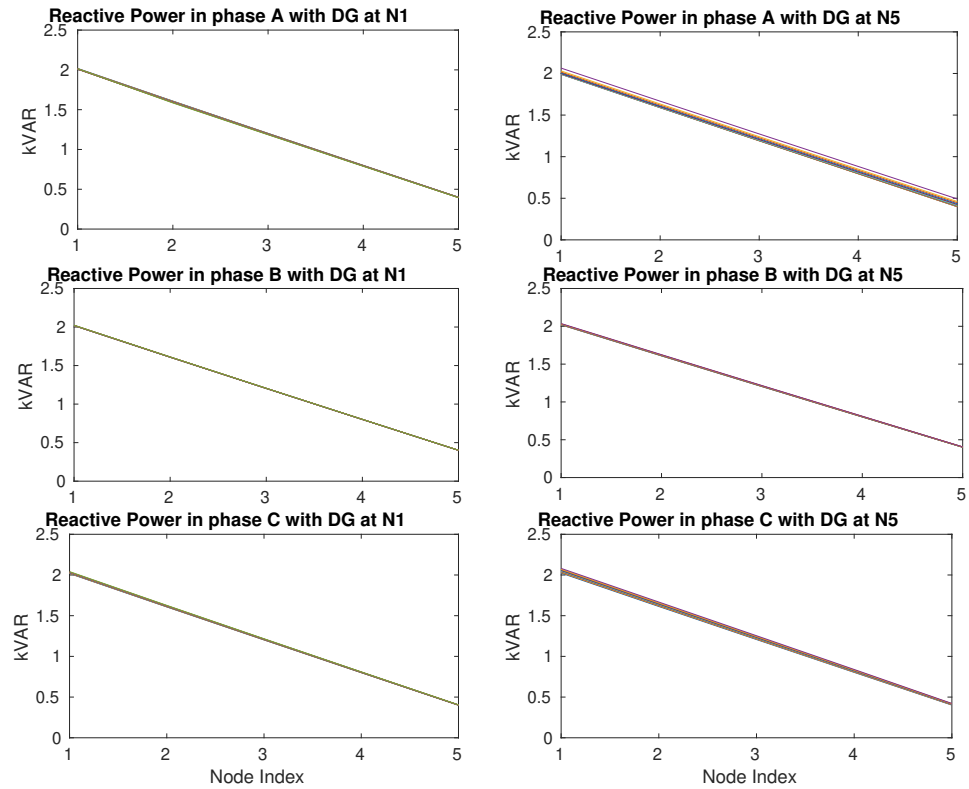 Reactive Power in phase A with DG at N1
2.5
2
1.5
1
0.5
0
kVAR
1 2 3 4 5
Reactive Power in phase A with DG at N5
2.5
2
1.5
1
0.5
0
kVAR
1 2 3 4 5
Reactive Power in phase B with DG at N1
2.5
2
1.5
1
0.5
0
kVAR
1 2 3 4 5
Reactive Power in phase B with DG at N5
2.5
2
1.5
1
0.5
0
kVAR
1 2 3 4 5
Reactive Power in phase C with DG at N1
2.5
2
1.5
1
0.5
0
kVAR
1 2 3 4 5
Node Index
Reactive Power in phase C with DG at N5
2.5
2
1.5
1
0.5
0
kVAR
1 2 3 4 5
Node Index